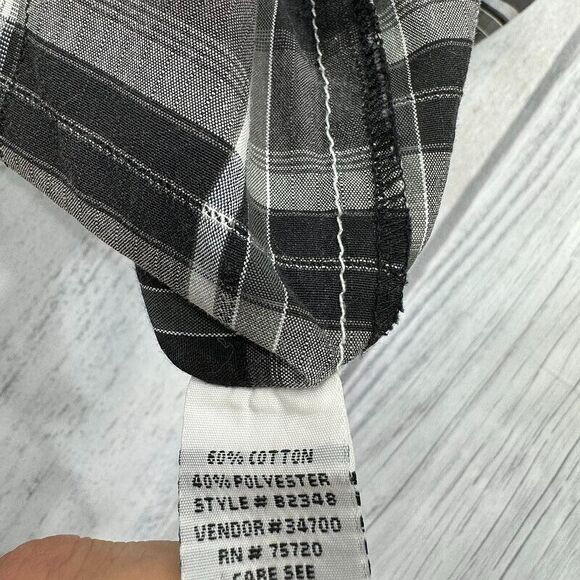 60% COTTON
40% POLYESTER
STYLE# B2348
VENDOR#34700
RN# 75720
CARE SEE